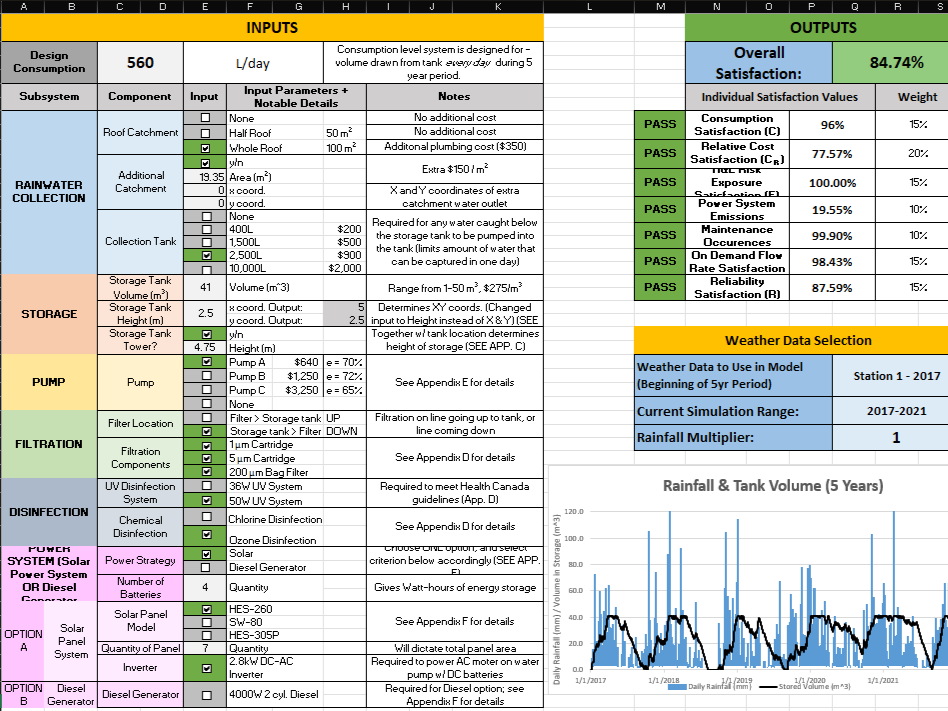 A B C D E F G H I J K L M N O P Q R S
INPUTS
OUTPUTS
Design Consumption
560
L/day
Consumption level system is designed for -
volume drawn from tank every day during 5
year period.
Overall
Satisfaction:
84.74%
Subsystem
Component
Input
Input Parameters +
Notable Details
Notes
Individual Satisfaction Values
Weight
RAINWATER
COLLECTION
Roof Catchment
None
No additional cost
Half Roof 50 m²
No additional cost
Whole Roof 100 m²
Additonal plumbing cost ($350)
Additional
Catchment
y/n
Extra $150 / m²
19.35 Area (m²)
0 x coord.
0 y coord.
X and Y coordinates of extra
catchment water outlet
Collection Tank
None
400L $200
1,500L $500
2,500L $900
10,000L $2,000
Required for any water caught below
the storage tank to be pumped into
the tank (limits amount of water that
can be captured in one day)
STORAGE
Storage Tank
Volume (m³)
41
Volume (m^3)
Range from 1-50 m³, $275/m³
Storage Tank
Height (m)
2.5
x coord. Output: 5
y coord. Output: 2.5
Determines XY coords. (Changed
input to Height instead of X & Y) (SEE
Storage Tank
Tower?
y/n
4.75 Height (m)
Together w/ tank location determines
height of storage (SEE APP. C)
PUMP
Pump
Pump A $640 e = 70%
Pump B $1,250 e = 72%
Pump C $3,250 e = 65%
None
See Appendix E for details
FILTRATION
Filter Location
Filter > Storage tank UP
Storage tank > Filter DOWN
Filtration on line going up to tank, or
line coming down
Filtration
Components
1 µm Cartridge
5 µm Cartridge
200 µm Bag Filter
See Appendix D for details
DISINFECTION
UV Disinfection
System
36W UV System
50W UV System
Required to meet Health Canada
guidelines (App. D)
Chemical
Disinfection
Chlorine Disinfection
Ozone Disinfection
See Appendix D for details
POWER
SYSTEM (Solar
Power System
OR Diesel
Generator
Power Strategy
Solar
Diesel Generator
Choose ONE option, and select
criterion below accordingly (SEE APP.
F)
Number of
Batteries
4
Quantity
Gives Watt-hours of energy storage
OPTION
A
Solar
Panel
System
Solar Panel
Model
HES-260
SW-80
HES-305P
See Appendix F for details
Quantity of Panel
7
Quantity
Will dictate total panel area
Inverter
2.8kW DC-AC
Inverter
Required to power AC moter on water
pump w/ DC batteries
OPTION
B
Diesel
Generator
Diesel Generator
4000W 2 cyl. Diesel
Required for Diesel option; see
Appendix F for details
PASS
Consumption
Satisfaction (C)
96%
15%
PASS
Relative Cost
Satisfaction (CR)
77.57%
20%
PASS
Risk
Exposure
Satisfaction
100.00%
15%
PASS
Power System
Emissions
19.55%
10%
PASS
Maintenance
Occurences
99.90%
10%
PASS
On Demand Flow
Rate Satisfaction
98.43%
15%
PASS
Reliability
Satisfaction (R)
87.59%
15%
Weather Data Selection
Weather Data to Use in Model
(Beginning of 5yr Period)
Station 1 - 2017
Current Simulation Range:
2017-2021
Rainfall Multiplier:
1
Rainfall & Tank Volume (5 Years)
Daily Rainfall (mm) / Volume in Storage (m^3)
120.0
100.0
80.0
60.0
40.0
20.0
0.0
1/1/2017 1/1/2018 1/1/2019 1/1/2020 1/1/2021
Daily Rainfall (mm) Stored Volume (m^3)